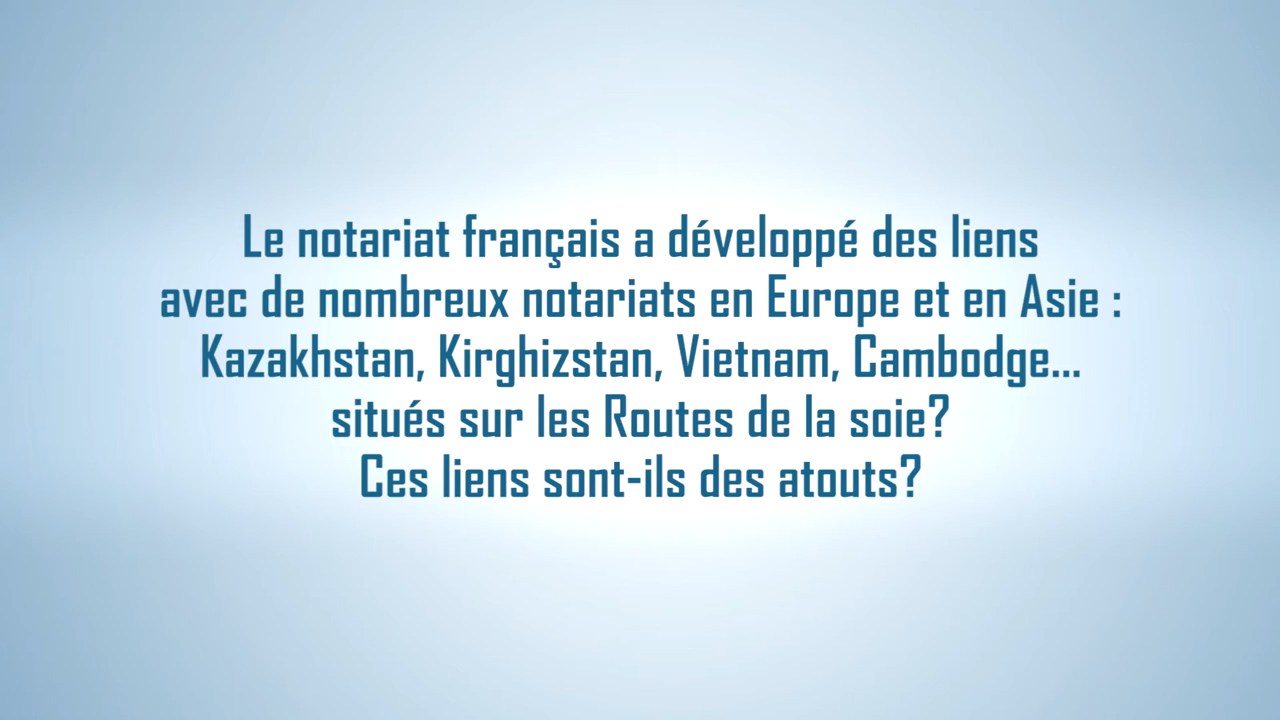 Le notariat français a développé des liens
avec de nombreux notariats en Europe et en Asie :
Kazakhstan, Kirghizstan, Vietnam, Cambodge...
situés sur les Routes de la soie?
Ces liens sont-ils des atouts?